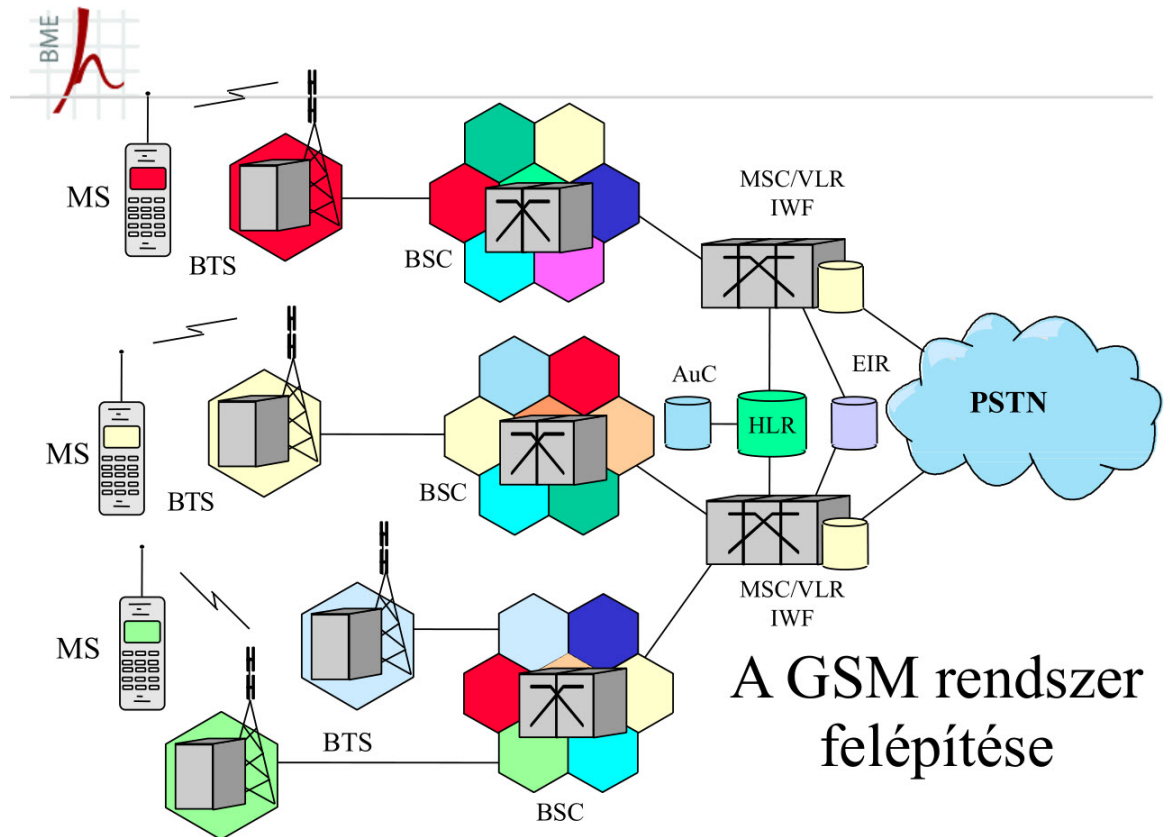 BME
MS
BTS
BSC
MSC/VLR
IWF
MS
BTS
BSC
AuC
HLR
EIR
PSTN
MS
BTS
BSC
MSC/VLR
IWF
A GSM rendszer
felépítése